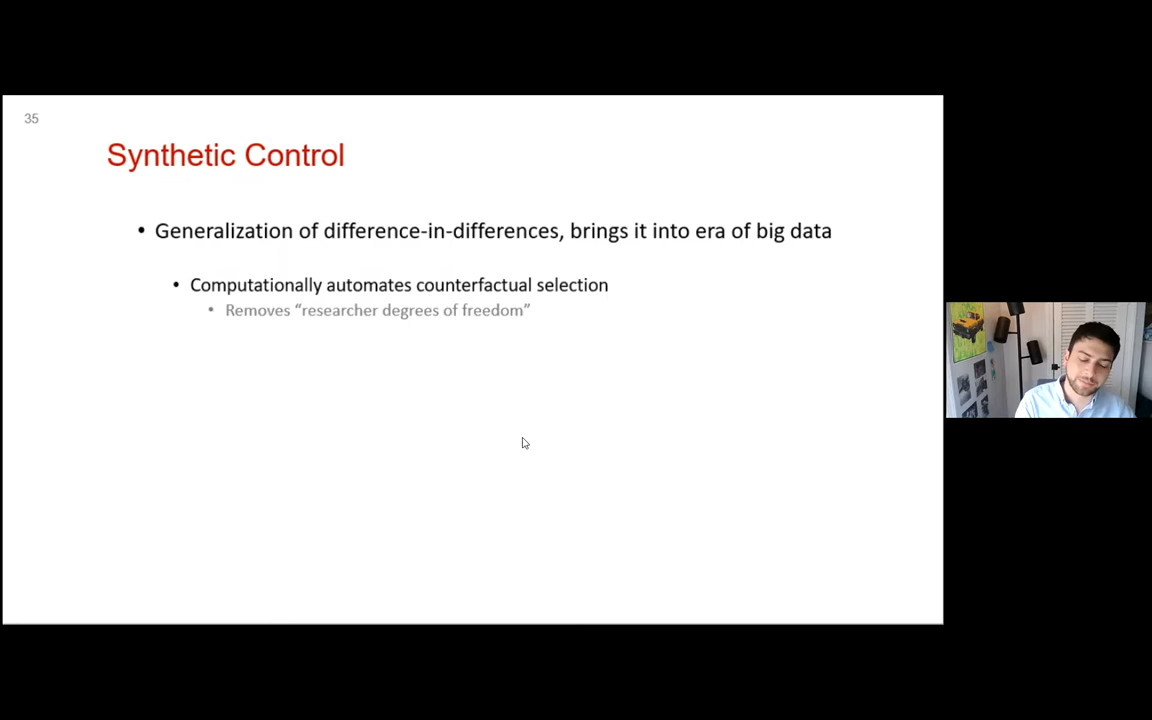 35
Synthetic Control
• Generalization of difference-in-differences, brings it into era of big data
• Computationally automates counterfactual selection
• Removes “researcher degrees of freedom”